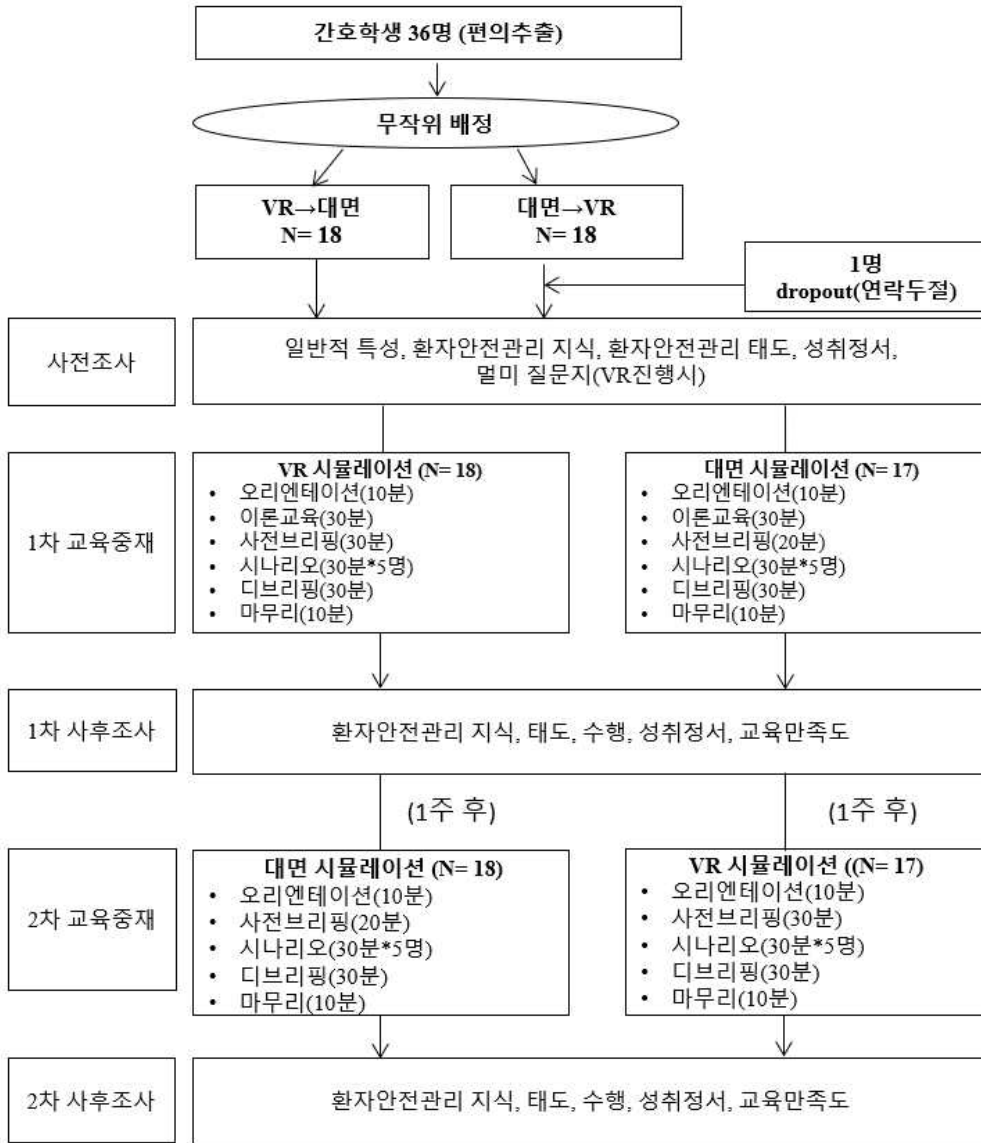 간호학생 36명 (편의추출)
무작위 배정
VR→대면
N= 18
대면→VR
N= 18
1명
dropout(연락두절)
사전조사
일반적 특성, 환자안전관리 지식, 환자안전관리 태도, 성취정서,
멀미 질문지(VR진행시)
1차 교육중재
VR 시뮬레이션 (N= 18)
• 오리엔테이션(10분)
• 이론교육(30분)
• 사전브리핑(30분)
• 시나리오(30분*5명)
• 디브리핑(30분)
• 마무리(10분)
대면 시뮬레이션 (N= 17)
• 오리엔테이션(10분)
• 이론교육(30분)
• 사전브리핑(20분)
• 시나리오(30분*5명)
• 디브리핑(30분)
• 마무리(10분)
1차 사후조사
환자안전관리 지식, 태도, 수행, 성취정서, 교육만족도
(1주 후)
(1주 후)
2차 교육중재
대면 시뮬레이션 (N= 18)
• 오리엔테이션(10분)
• 사전브리핑(20분)
• 시나리오(30분*5명)
• 디브리핑(30분)
• 마무리(10분)
VR 시뮬레이션 ((N= 17)
• 오리엔테이션(10분)
• 사전브리핑(30분)
• 시나리오(30분*5명)
• 디브리핑(30분)
• 마무리(10분)
2차 사후조사
환자안전관리 지식, 태도, 수행, 성취정서, 교육만족도